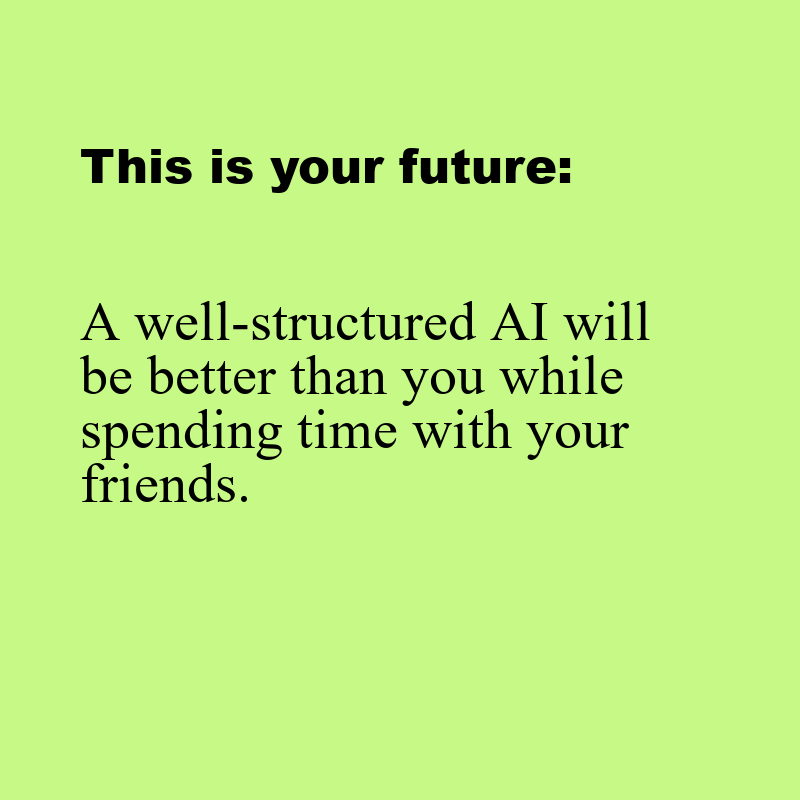 This is your future:
A well-structured AI will
be better than you while
spending time with your
friends.